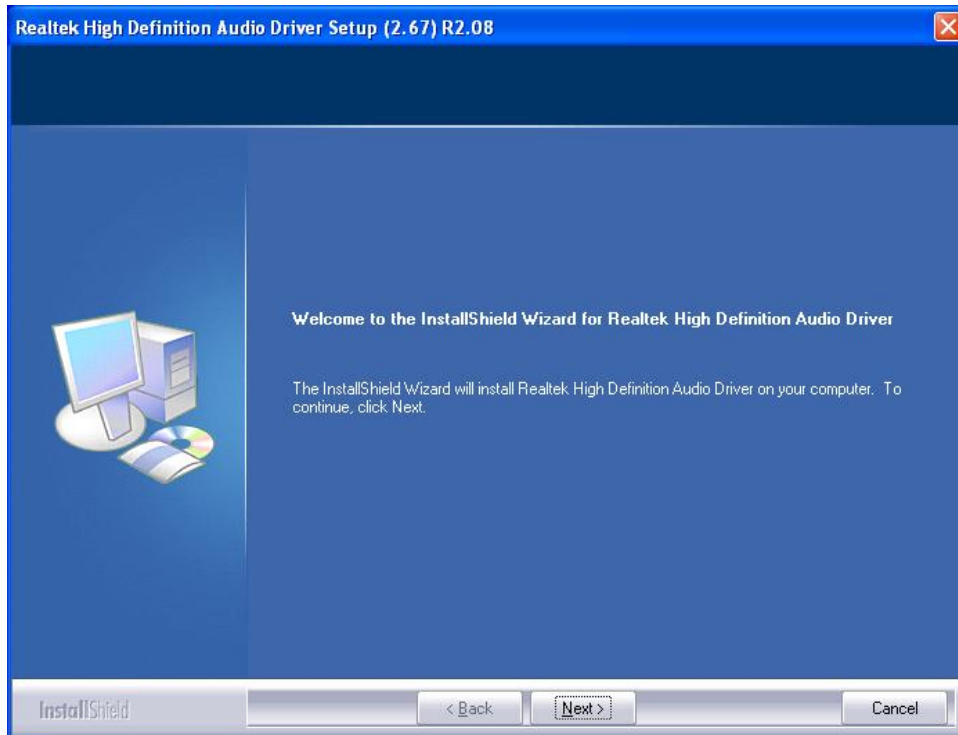 Realtek High Definition Audio Driver Setup (2.67) R2.08
Welcome to the InstallShield Wizard for Realtek High Definition Audio Driver
The InstallShield Wizard will install Realtek High Definition Audio Driver on your computer. To
continue, click Next.
InstallShield
< Back
Next >
Cancel